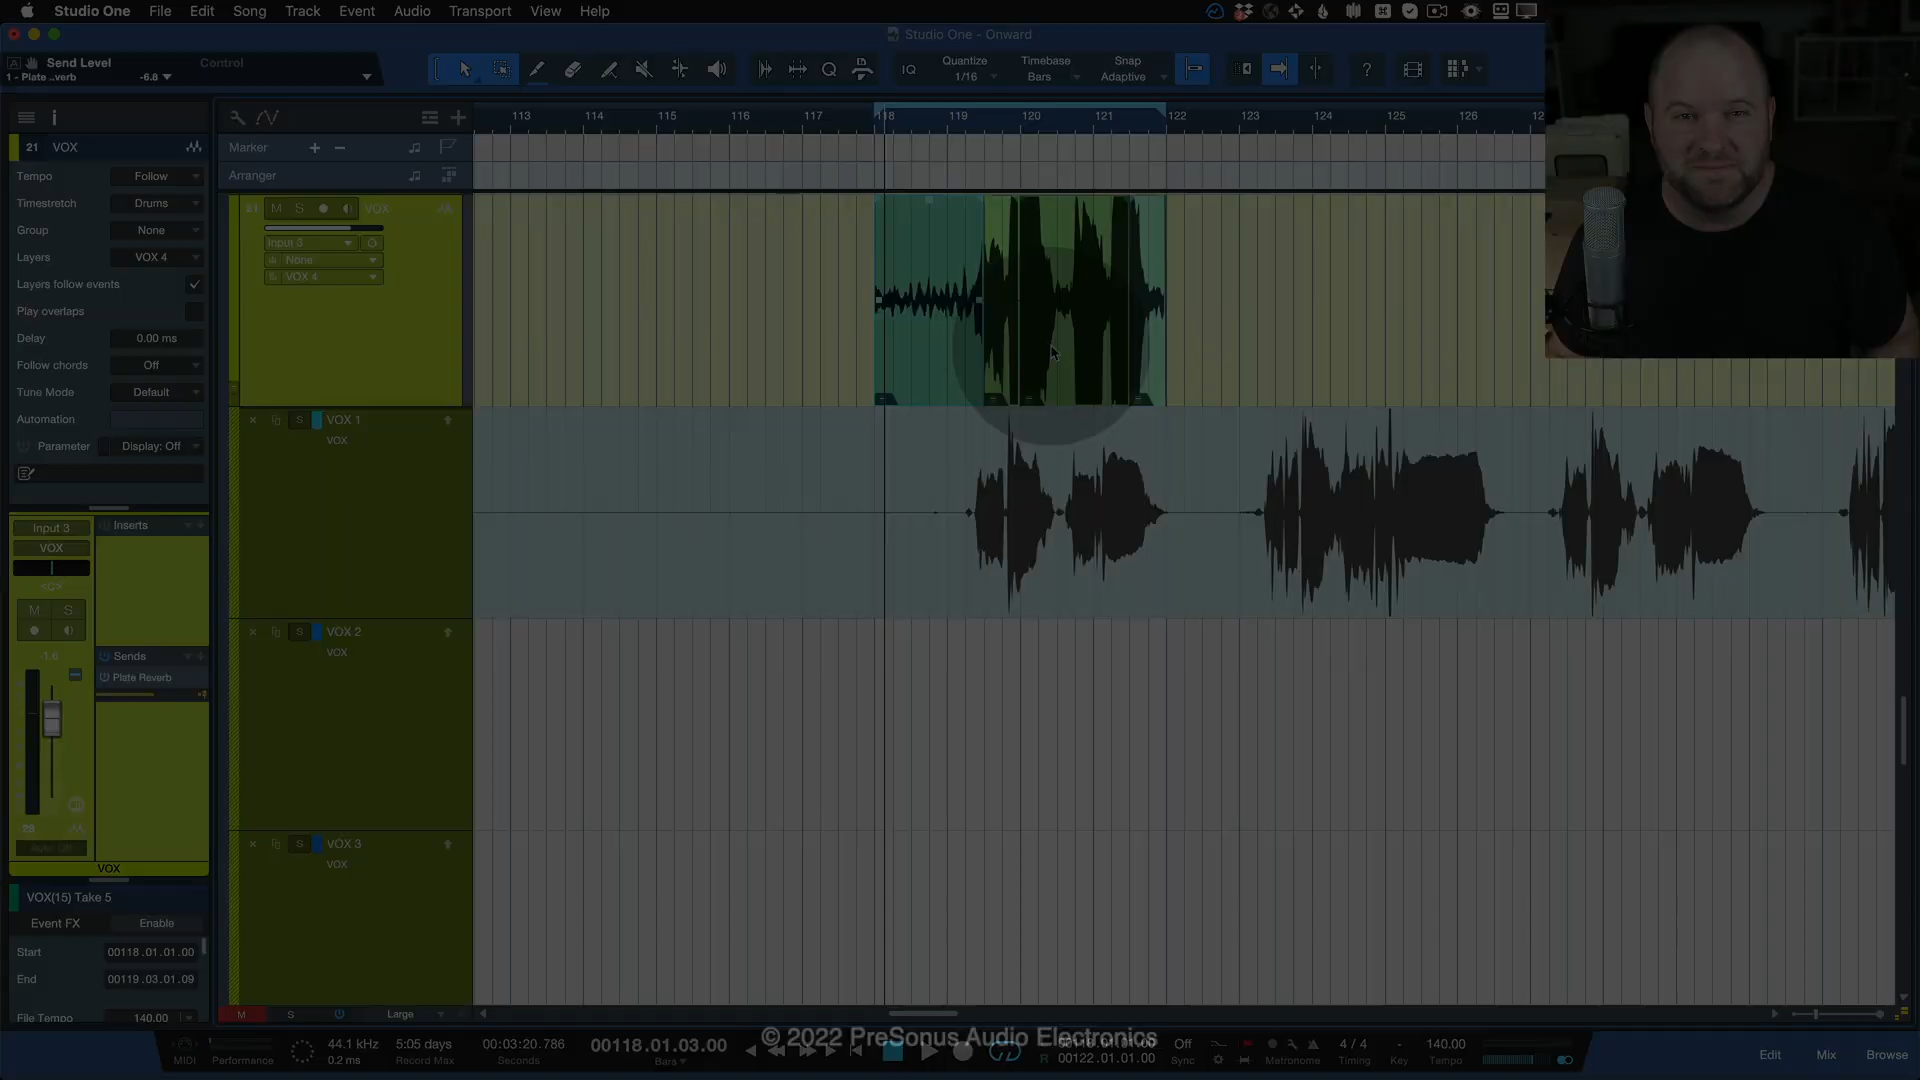 Studio One File Edit Song Track Event Audio Transport View Help
Studio One - Onward
Send Level
Control
1 - Plate ..verb -6.8
IQ
Quantize
1/16
Timebase
Bars
Snap
Adaptive
?
113 114 115 116 117 118 119 120 121 122 123 124 125 126
21 VOX
Marker + -
Arranger
Tempo Follow
Timestretch Drums
Group None
Layers VOX 4
Layers follow events
Play overlaps
Delay 0.00 ms
Follow chords Off
Tune Mode Default
Automation
Parameter Display: Off
21 M S VOX
Input 3
None
VOX 4
S VOX 1
VOX
S VOX 2
VOX
S VOX 3
VOX
Input 3
VOX
<C>
M S
-1.6
Inserts
Sends
Plate Reverb
Auto: Off
VOX
VOX(15) Take 5
Event FX Enable
Start 00118.01.01.00
End 00119.03.01.09
File Tempo 140.00
M S Large
© 2022 PreSonus Audio Electronics
MIDI
Performance
44.1 kHz
0.2 ms
5:05 days
Record Max
00:03:20.786
Seconds
00118.01.03.00
Bars
R 00122.01.01.00
Off
Sync
Metronome
4 / 4
Timing
-
Key
140.00
Tempo
Edit Mix Browse